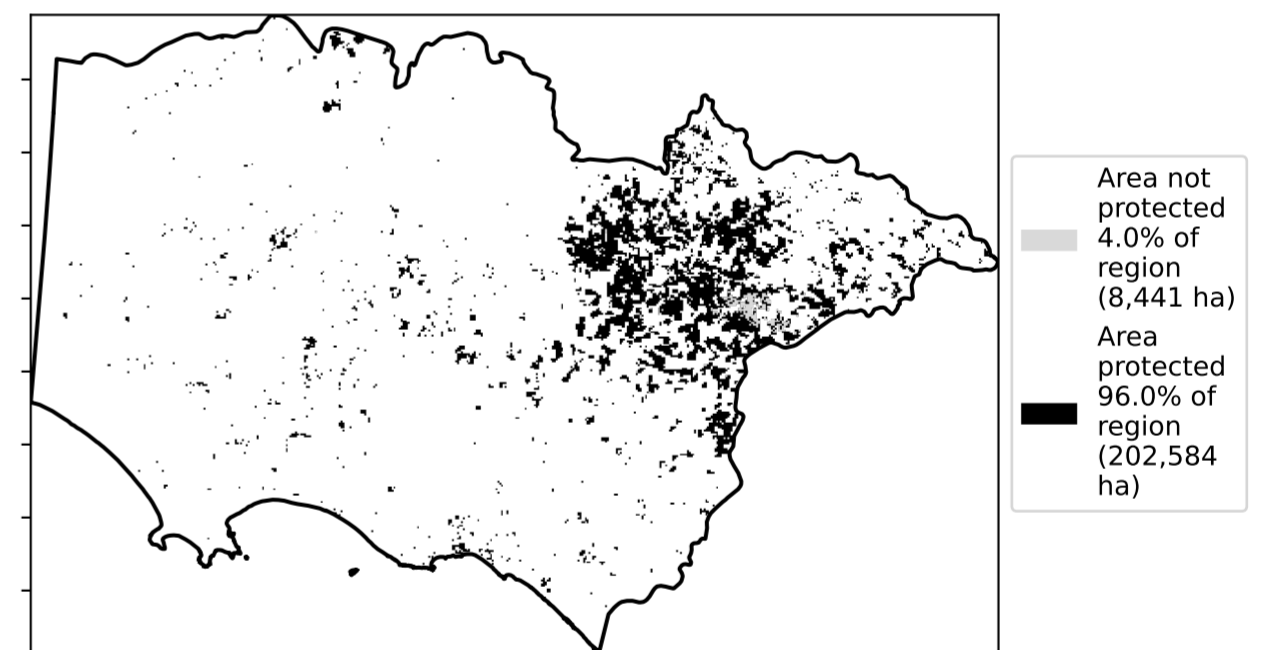 Area not
protected
4.0% of
region
(8,441 ha)
Area
protected
96.0% of
region
(202,584
ha)